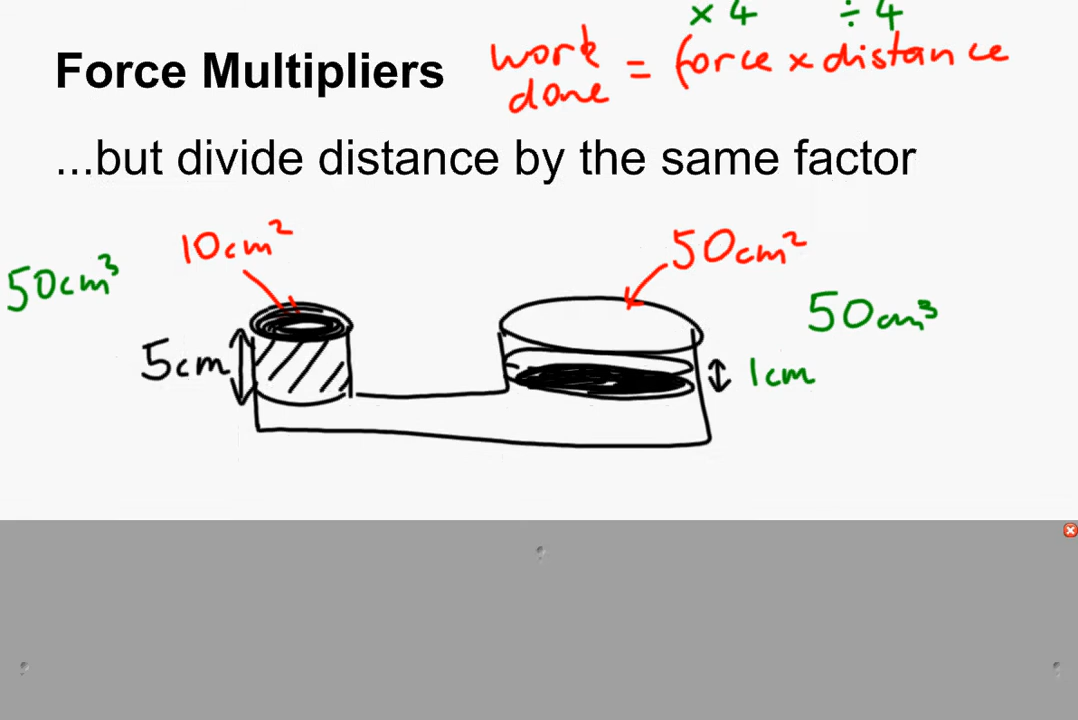 ×4 ÷4
Force Multipliers
work done = force × distance
...but divide distance by the same factor
50cm³
10cm²
50cm²
50cm³
5cm
1cm